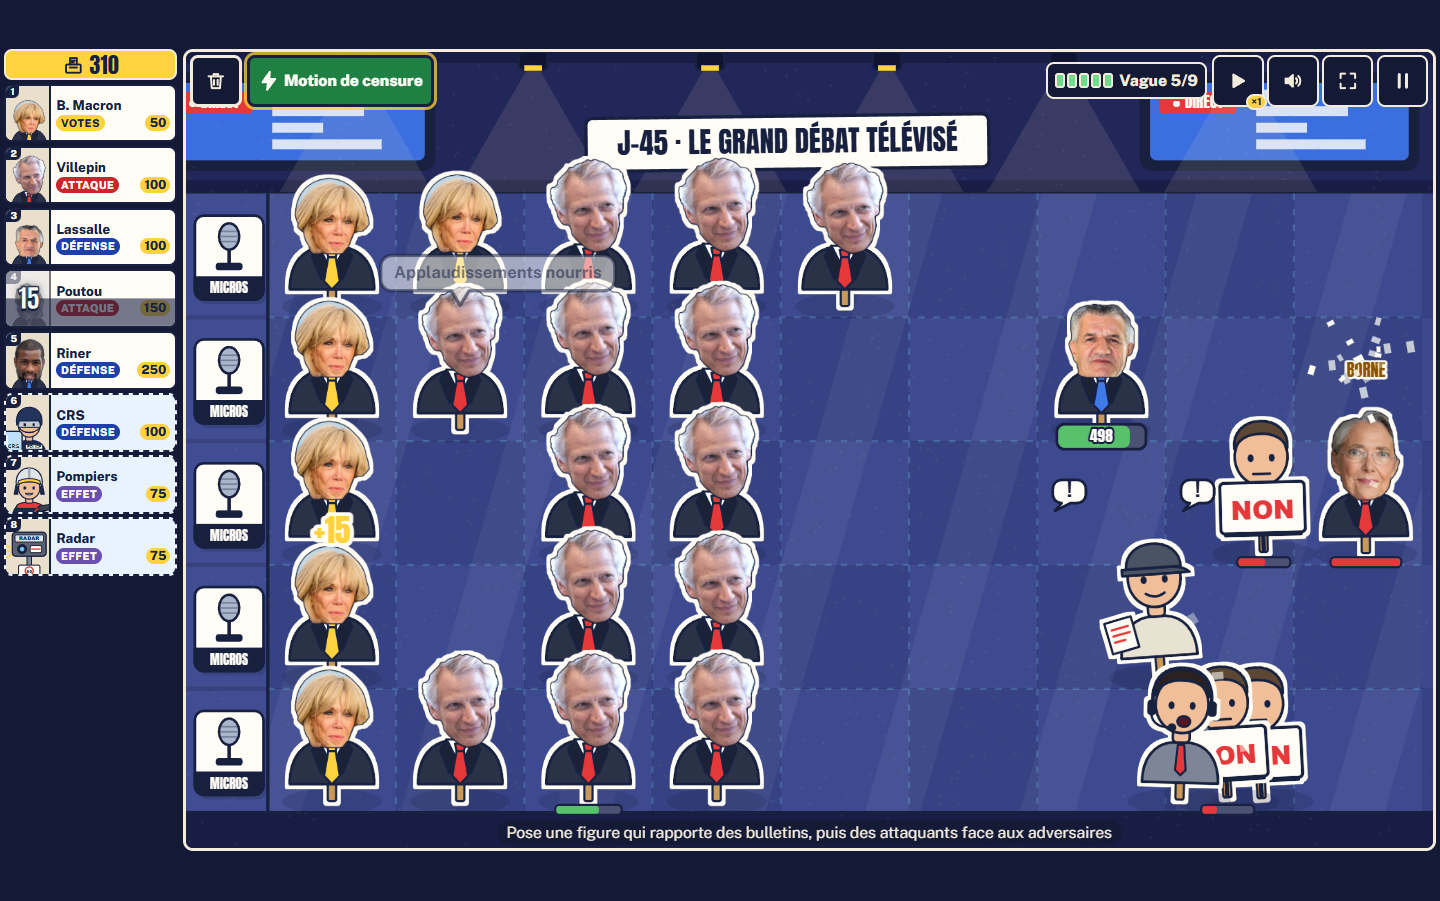 310
Motion de censure
Vague 5/9
×1
1
B. Macron
VOTES 50
2
Villepin
ATTAQUE 100
3
Lassalle
DÉFENSE 100
4
15
Poutou
ATTAQUE 150
5
Riner
DÉFENSE 250
6
CRS
DÉFENSE 100
CRS
7
Pompiers
EFFET 75
8
Radar
EFFET 75
RADAR
DIRECT
J-45 · LE GRAND DÉBAT TÉLÉVISÉ
MICROS
Applaudissements nourris
MICROS
BORNE
498
MICROS
! !
NON
+15
MICROS
MICROS
ON N
Pose une figure qui rapporte des bulletins, puis des attaquants face aux adversaires